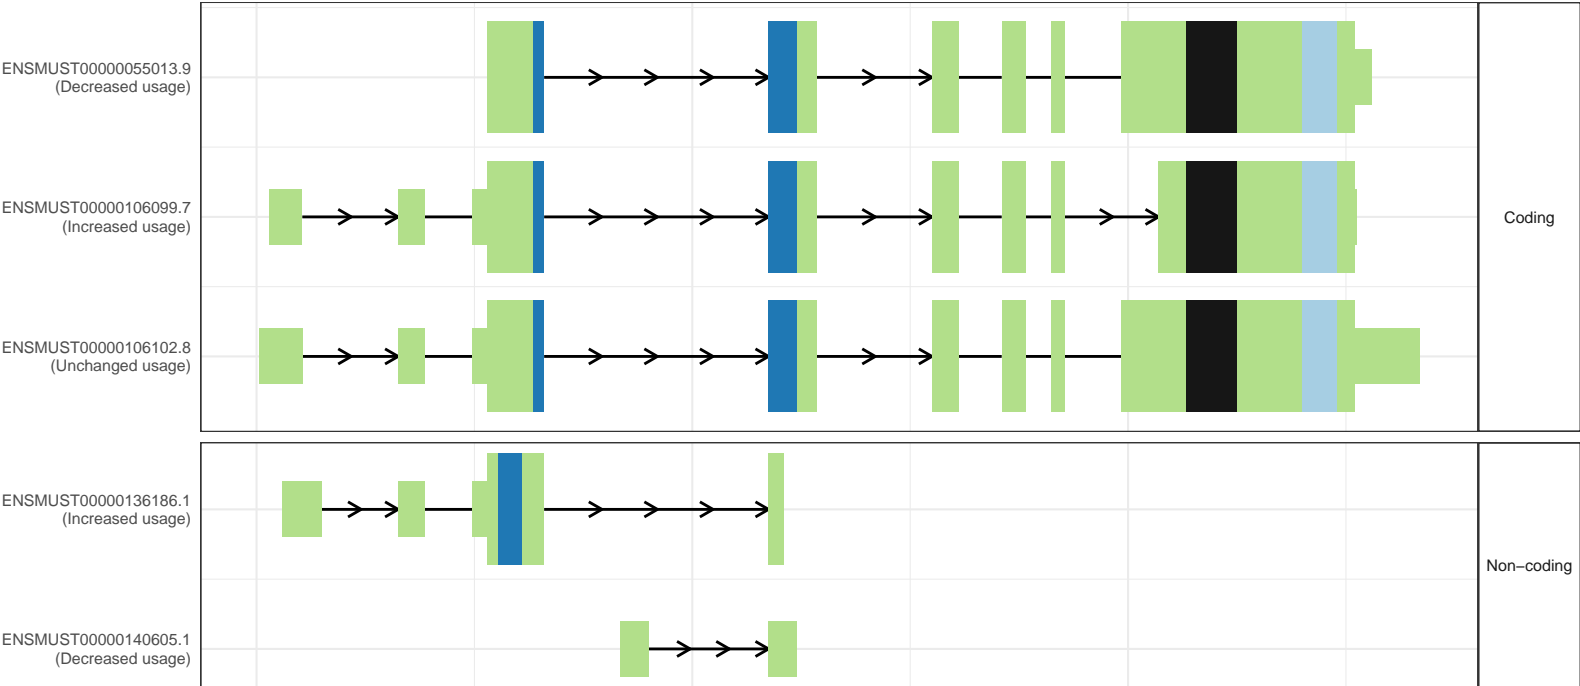 ENSMUST00000055013.9
(Decreased usage)
ENSMUST00000106099.7
(Increased usage)
Coding
ENSMUST00000106102.8
(Unchanged usage)
ENSMUST00000136186.1
(Increased usage)
Non−coding
ENSMUST00000140605.1
(Decreased usage)